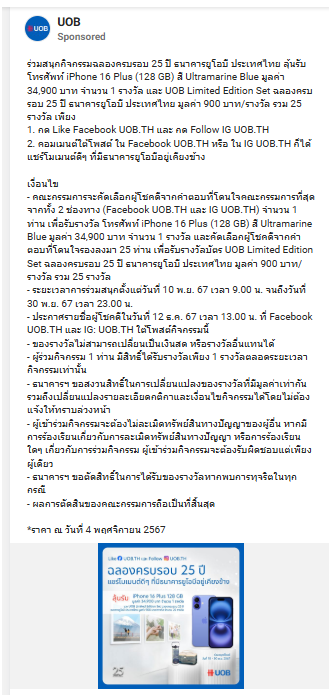 UOB
Sponsored
ร่วมสนุกกิจกรรมฉลองครบรอบ 25 ปี ธนาคารยูโอบี ประเทศไทย ลุ้นรับ
โทรศัพท์ iPhone 16 Plus (128 GB) สี Ultramarine Blue มูลค่า
34,900 บาท จำนวน 1 รางวัล และ UOB Limited Edition Set ฉลองครบ
รอบ 25 ปี ธนาคารยูโอบี ประเทศไทย มูลค่า 900 บาท/รางวัล รวม 25
รางวัล เพียง
1. กด Like Facebook UOB.TH และ กด Follow IG UOB.TH
2. คอมเมนต์ใต้โพสต์ ใน Facebook UOB.TH หรือ ใน IG UOB.TH ก็ได้
แชร์โมเมนต์ดีๆ ที่มีธนาคารยูโอบีอยู่เคียงข้าง
เงื่อนไข
- คณะกรรมการจะคัดเลือกผู้โชคดีจากคำตอบที่โดนใจคณะกรรมการที่สุด
จากทั้ง 2 ช่องทาง (Facebook UOB.TH และ IG UOB.TH) จำนวน 1
ท่าน เพื่อรับรางวัล โทรศัพท์ iPhone 16 Plus (128 GB) สี Ultramarine
Blue มูลค่า 34,900 บาท จำนวน 1 รางวัล และคัดเลือกผู้โชคดีจากคำ
ตอบที่โดนใจรองลงมา 25 ท่าน เพื่อรับรางวัลบัตร UOB Limited Edition
Set ฉลองครบรอบ 25 ปี ธนาคารยูโอบี ประเทศไทย มูลค่า 900 บาท/
รางวัล รวม 25 รางวัล
- ระยะเวลาการร่วมสนุกตั้งแต่วันที่ 10 พ.ย. 67 เวลา 9.00 น. จนถึงวันที่
30 พ.ย. 67 เวลา 23.00 น.
- ประกาศรายชื่อผู้โชคดีในวันที่ 12 ธ.ค. 67 เวลา 13.00 น. ที่ Facebook
UOB.TH และ IG: UOB.TH ใต้โพสต์กิจกรรมนี้
- ของรางวัลไม่สามารถเปลี่ยนเป็นเงินสด หรือรางวัลอื่นแทนได้
- ผู้ร่วมกิจกรรม 1 ท่าน มีสิทธิ์ได้รับรางวัลเพียง 1 รางวัลตลอดระยะเวลา
กิจกรรมเท่านั้น
- ธนาคารฯ ขอสงวนสิทธิ์ในการเปลี่ยนแปลงของรางวัลที่มีมูลค่าเท่ากัน
รวมถึงเปลี่ยนแปลงรายละเอียดกติกาและเงื่อนไขกิจกรรมได้โดยไม่ต้อง
แจ้งให้ทราบล่วงหน้า
- ผู้เข้าร่วมกิจกรรมจะต้องไม่ละเมิดทรัพย์สินทางปัญญาของผู้อื่น หากมี
การร้องเรียนเกี่ยวกับการละเมิดทรัพย์สินทางปัญญา หรือการร้องเรียน
ใดๆ เกี่ยวกับการร่วมกิจกรรม ผู้เข้าร่วมกิจกรรมจะต้องรับผิดชอบแต่เพียง
ผู้เดียว
- ธนาคารฯ ขอตัดสิทธิ์ในการได้รับของรางวัลหากพบการทุจริตในทุก
กรณี
- ผลการตัดสินของคณะกรรมการถือเป็นที่สิ้นสุด
*ราคา ณ วันที่ 4 พฤศจิกายน 2567
Like UOB.TH และ Follow UOB.TH
ฉลองครบรอบ 25 ปี
แชร์โมเมนต์ดีๆ ที่มีธนาคารยูโอบีอยู่เคียงข้าง
ลุ้นรับ iPhone 16 Plus 128 GB
25
UOB